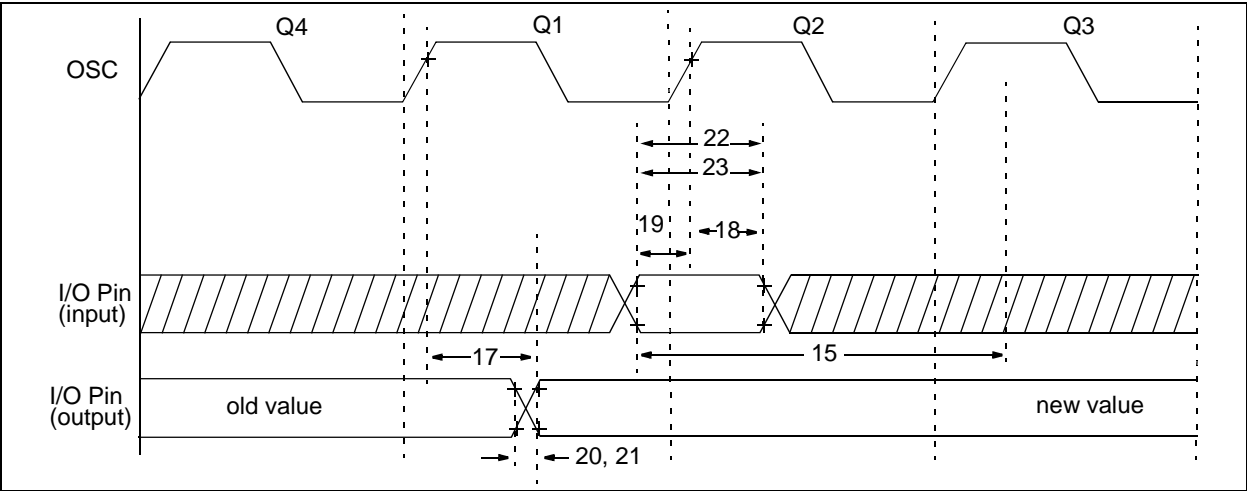 Q4 Q1 Q2 Q3
OSC
22
23
19
18
I/O Pin
(input)
17
15
I/O Pin
(output)
old value
new value
20, 21